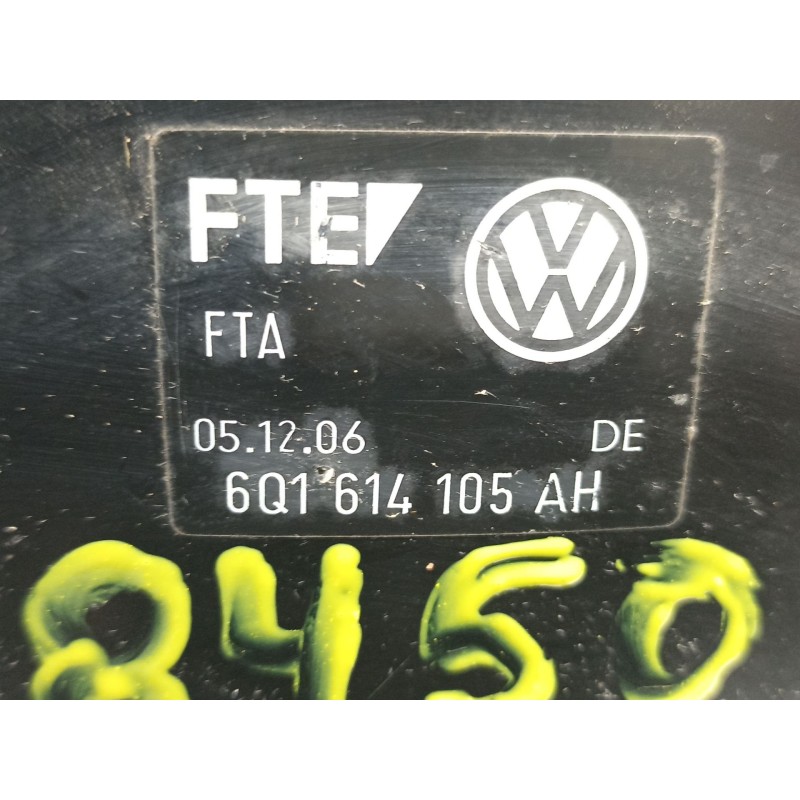 FTE
VW
FTA
05.12.06 DE
6Q1 614 105 AH
8450